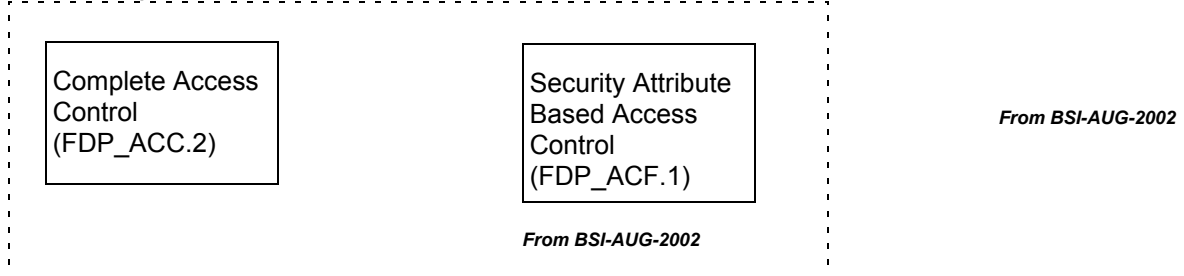 Complete Access
Control
(FDP_ACC.2)
Security Attribute
Based Access
Control
(FDP_ACF.1)
From BSI-AUG-2002
From BSI-AUG-2002